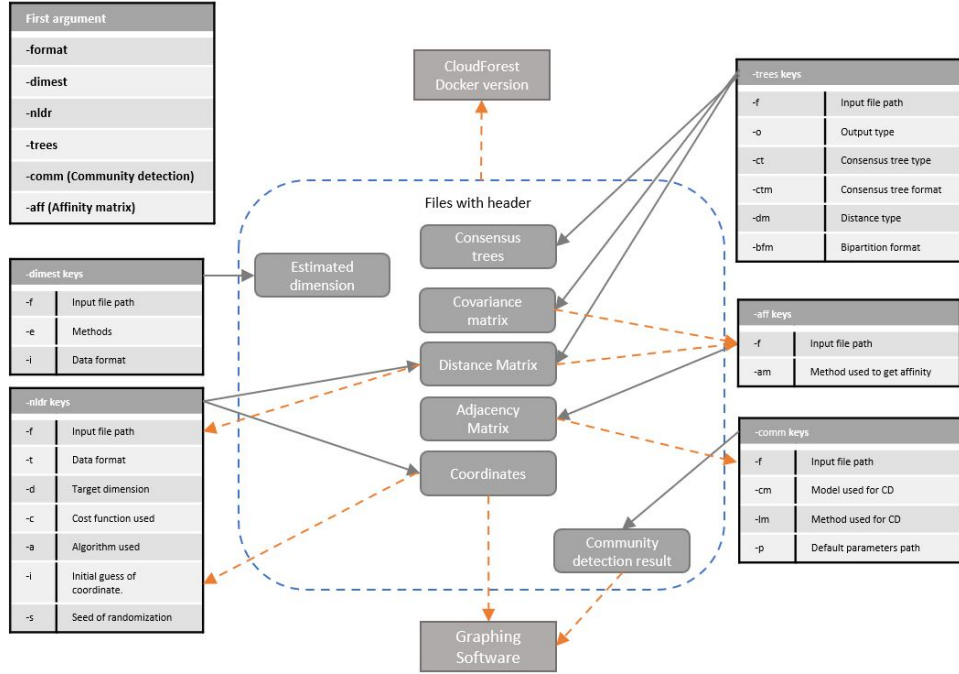 First argument
-format
-dimest
-nldr
-trees
-comm (Community detection)
-aff (Affinity matrix)
CloudForest
Docker version
-trees keys
-f Input file path
-o Output type
-ct Consensus tree type
-ctm Consensus tree format
-dm Distance type
-bfm Bipartition format
Files with header
Consensus
trees
Estimated
dimension
Covariance
matrix
Distance Matrix
Adjacency
Matrix
Coordinates
Community
detection result
-dimest keys
-f Input file path
-e Methods
-i Data format
-nldr keys
-f Input file path
-t Data format
-d Target dimension
-c Cost function used
-a Algorithm used
-i Initial guess of
coordinate.
-s Seed of randomization
-aff keys
-f Input file path
-am Method used to get affinity
-comm keys
-f Input file path
-cm Model used for CD
-lm Method used for CD
-p Default parameters path
Graphing
Software